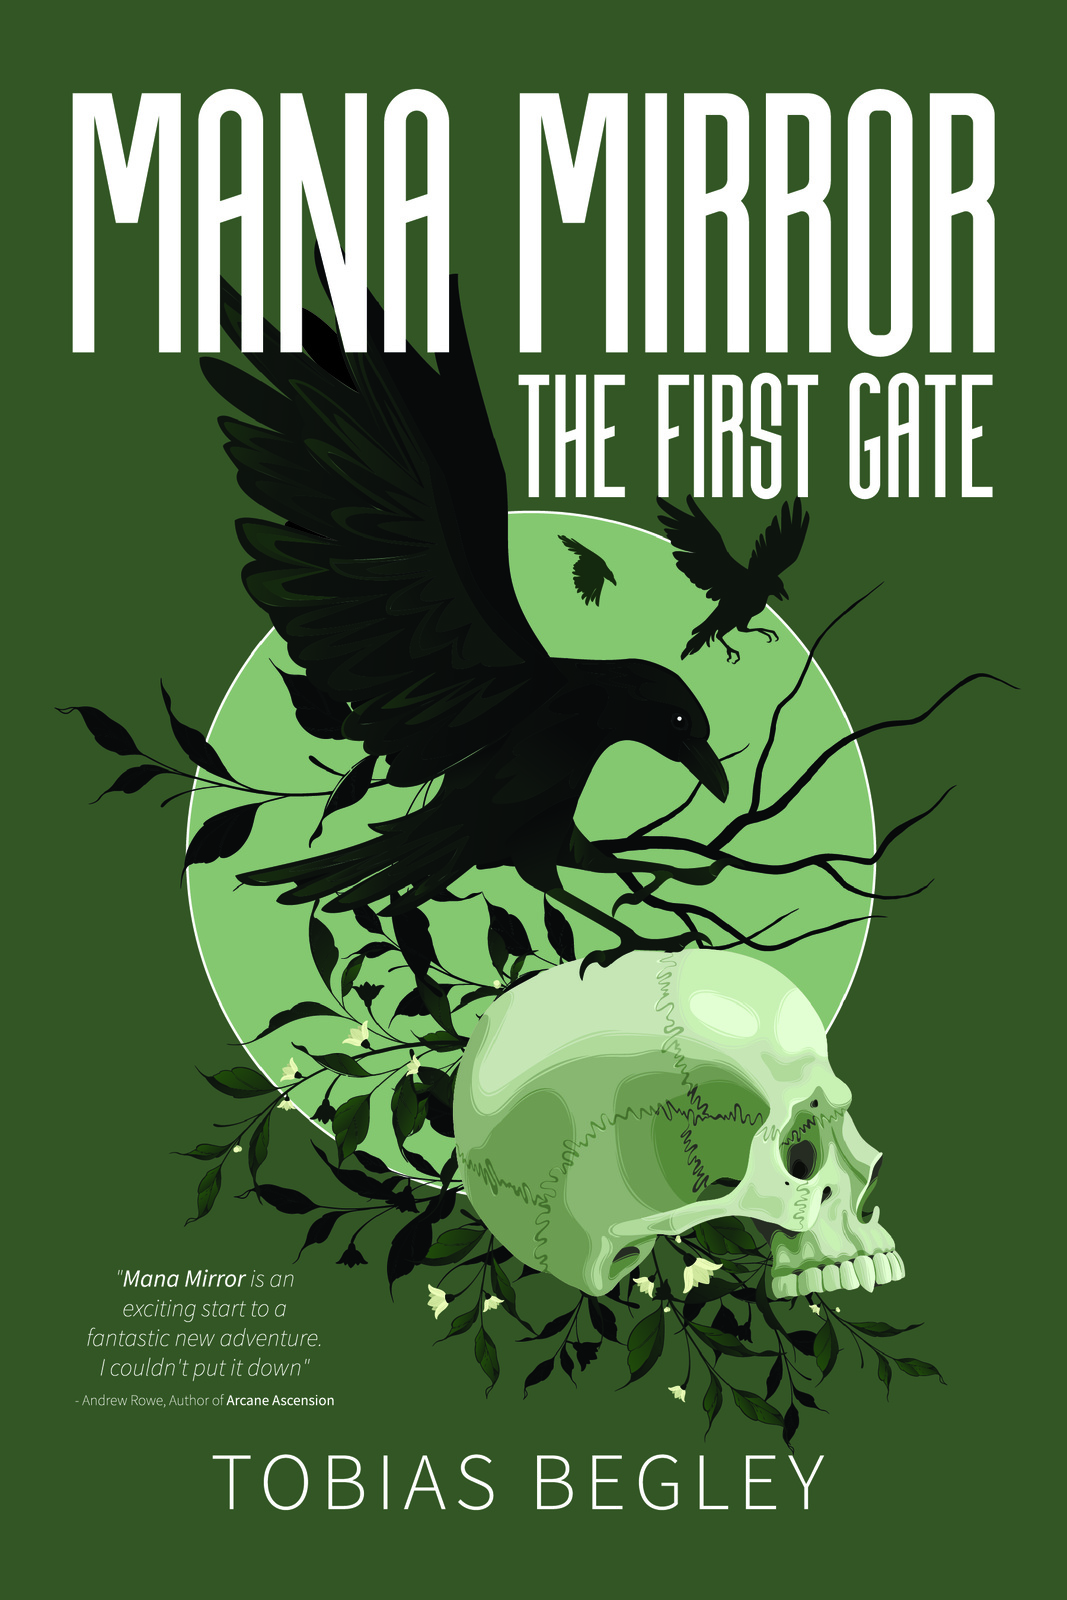 MANA MIRROR
THE FIRST GATE
"Mana Mirror is an
exciting start to a
fantastic new adventure.
I couldn't put it down"
- Andrew Rowe, Author of Arcane Ascension
TOBIAS BEGLEY